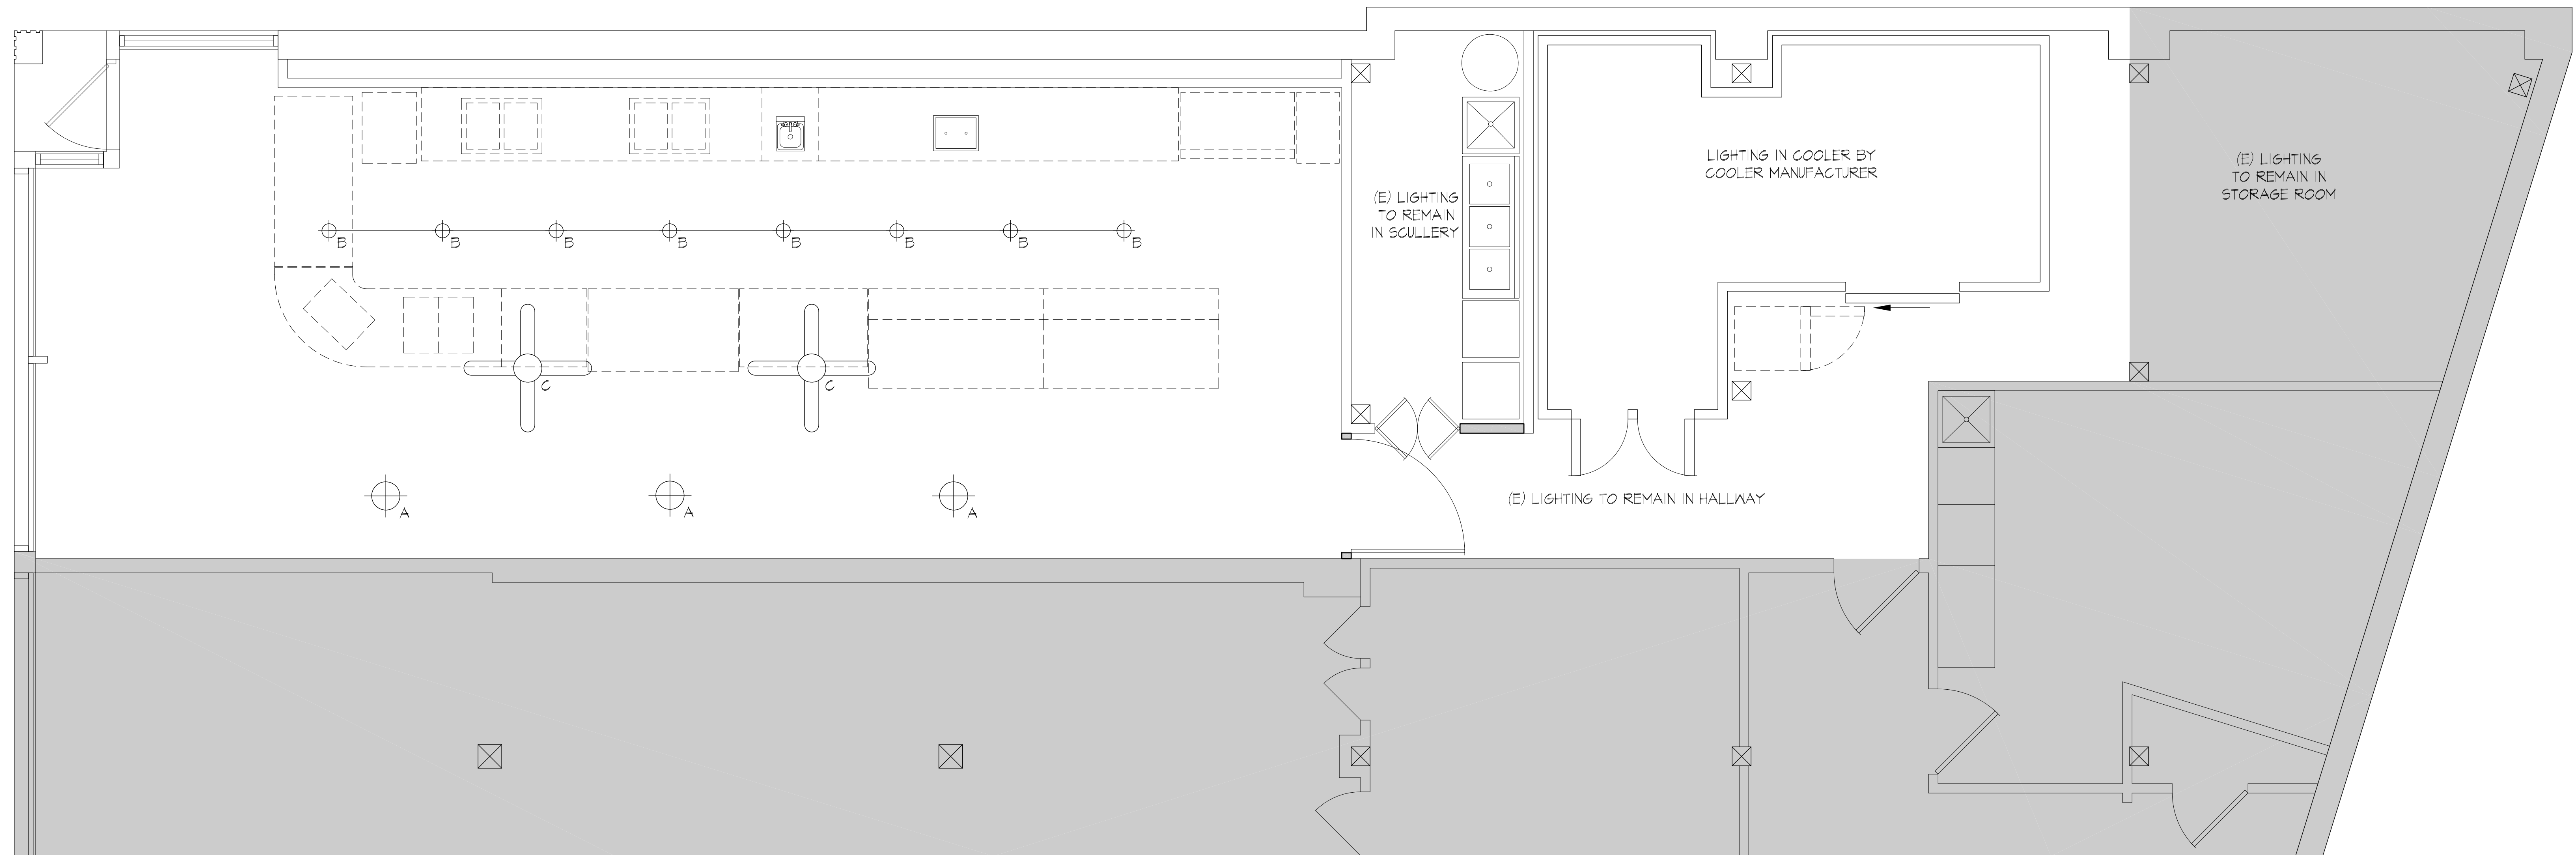 LIGHTING IN COOLER BY
COOLER MANUFACTURER
(E) LIGHTING
TO REMAIN IN
STORAGE ROOM
(E) LIGHTING
TO REMAIN
IN SCULLERY
B
B
B
B
B
B
B
B
C
C
(E) LIGHTING TO REMAIN IN HALLWAY
A
A
A